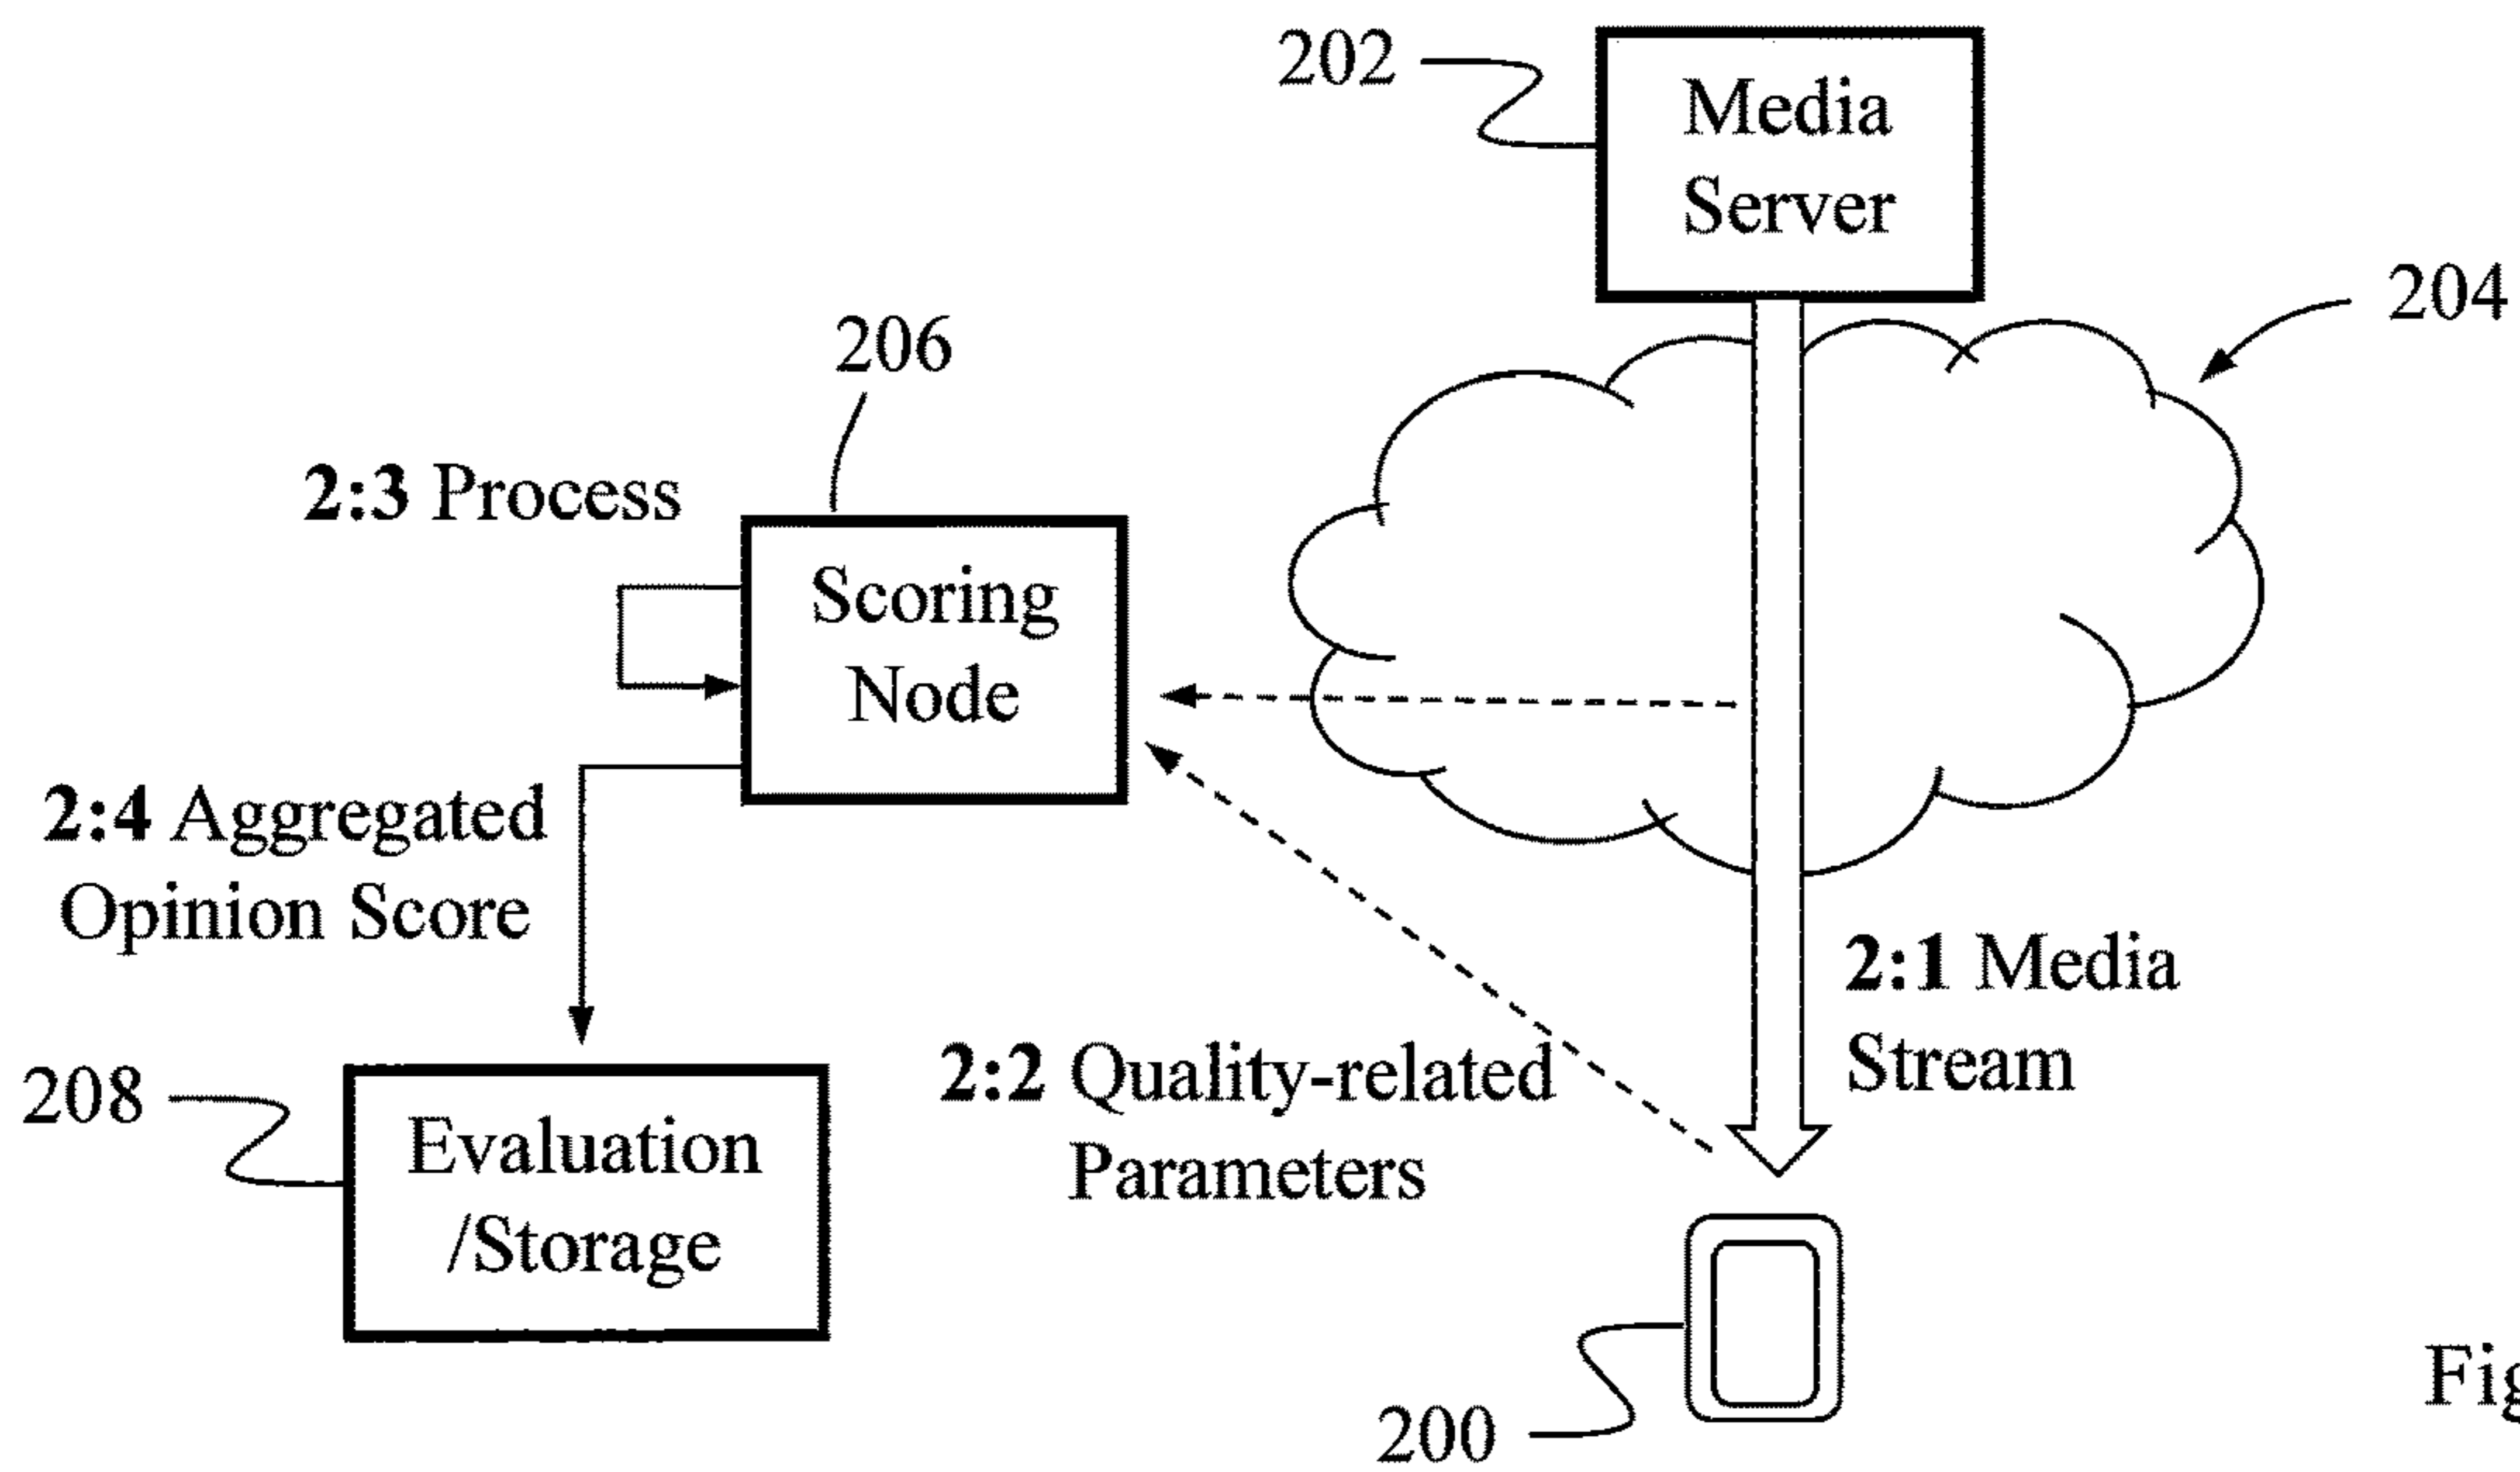 202
Media
Server
204
206
2:3 Process
Scoring
Node
2:4 Aggregated
Opinion Score
2:1 Media
Stream
2:2 Quality-related
Parameters
208
Evaluation
/Storage
200